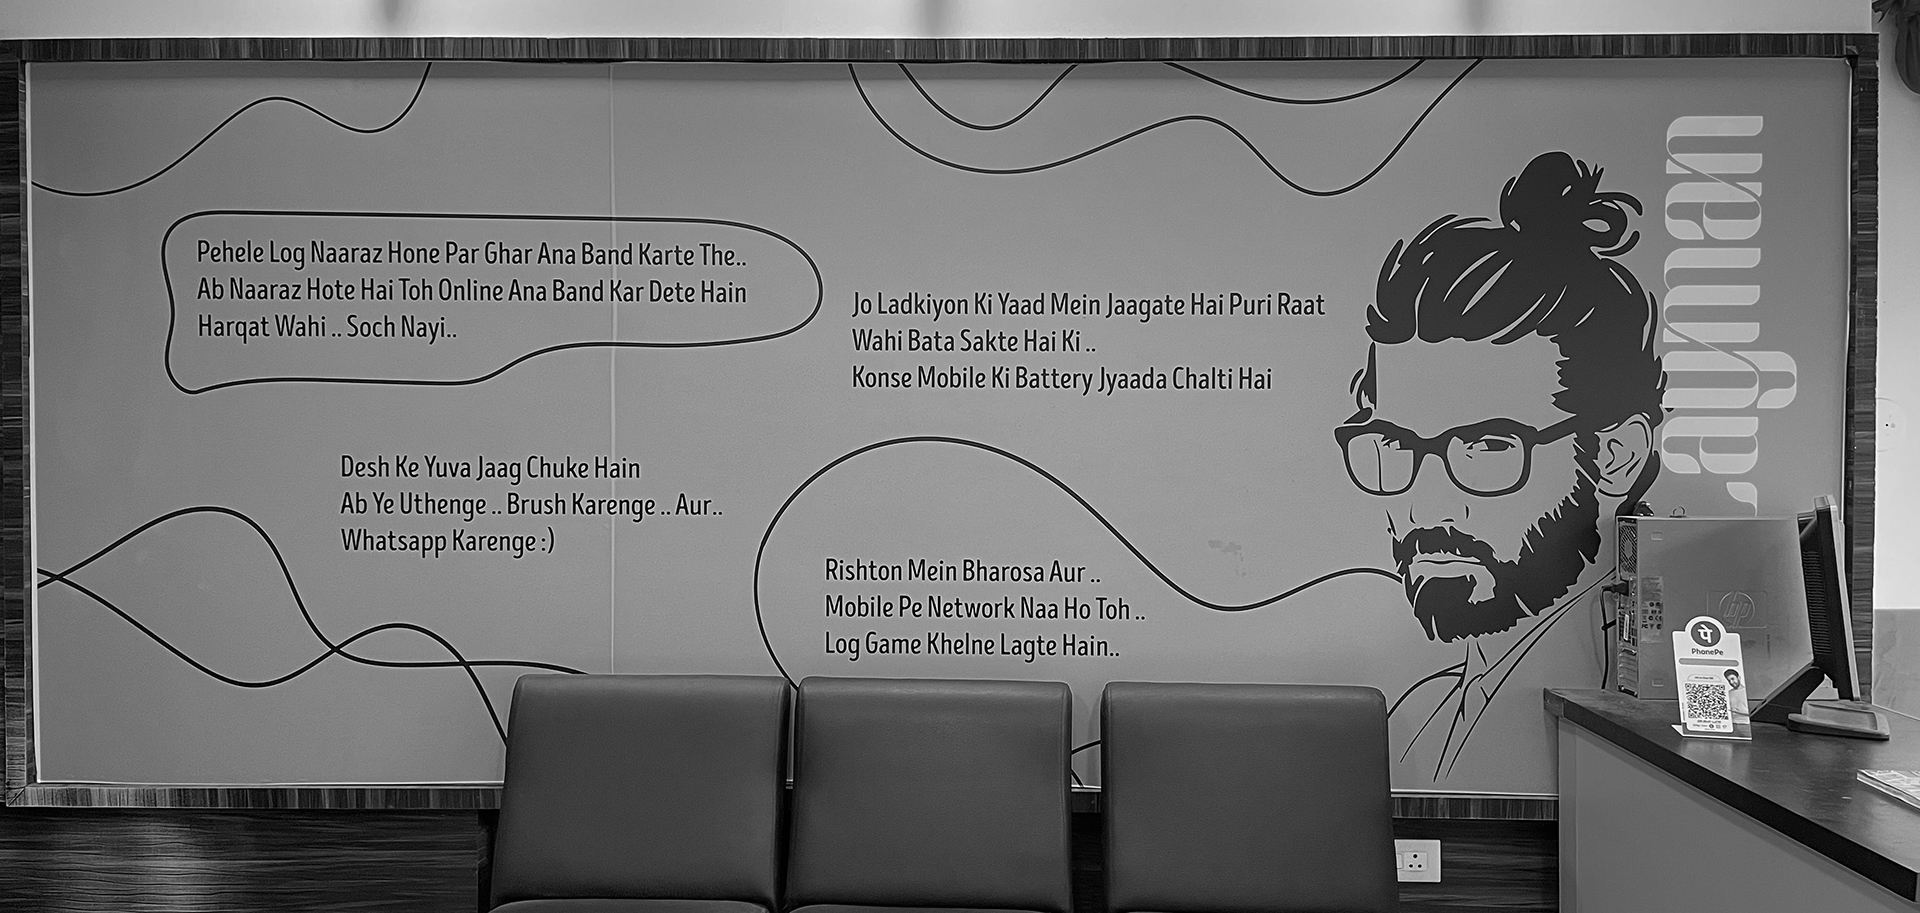 Pehele Log Naaraz Hone Par Ghar Ana Band Karte The..
Ab Naaraz Hote Hai Toh Online Ana Band Kar Dete Hain
Harqat Wahi .. Soch Nayi..
Jo Ladkiyon Ki Yaad Mein Jaagate Hai Puri Raat
Wahi Bata Sakte Hai Ki ..
Konse Mobile Ki Battery Jyaada Chalti Hai
Desh Ke Yuva Jaag Chuke Hain
Ab Ye Uthenge .. Brush Karenge .. Aur..
Whatsapp Karenge :)
Rishton Mein Bharosa Aur ..
Mobile Pe Network Naa Ho Toh ..
Log Game Khelne Lagte Hain..
Layman
hp
पे
PhonePe